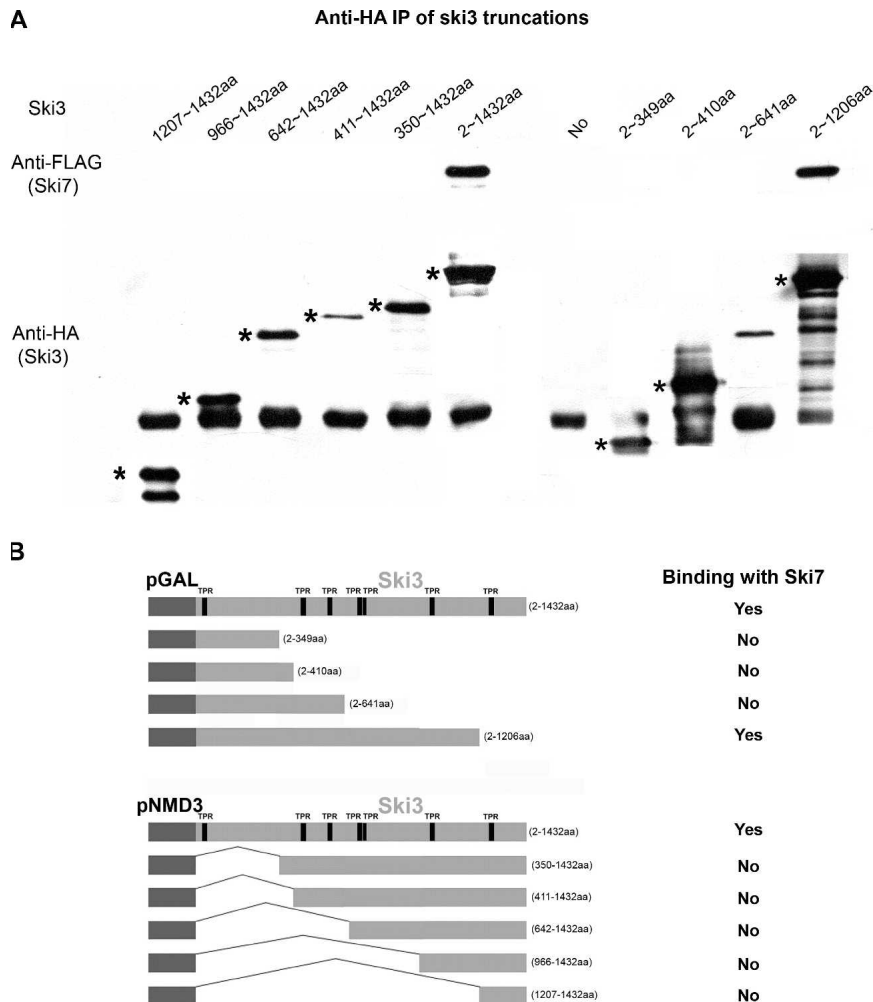 A
Anti-HA IP of ski3 truncations
Ski3
1207~1432aa
966~1432aa
642~1432aa
411~1432aa
350~1432aa
2~1432aa
No
2~349aa
2~410aa
2~641aa
2~1206aa
Anti-FLAG
(Ski7)
* * * * * * * * *
Anti-HA
(Ski3)
B
pGAL
Ski3
Binding with Ski7
TPR TPR TPR TPR TPR TPR TPR
(2-1432aa) Yes
(2-349aa) No
(2-410aa) No
(2-641aa) No
(2-1206aa) Yes
pNMD3
Ski3
TPR TPR TPR TPR TPR TPR TPR
(2-1432aa) Yes
(350-1432aa) No
(411-1432aa) No
(642-1432aa) No
(966-1432aa) No
(1207-1432aa) No